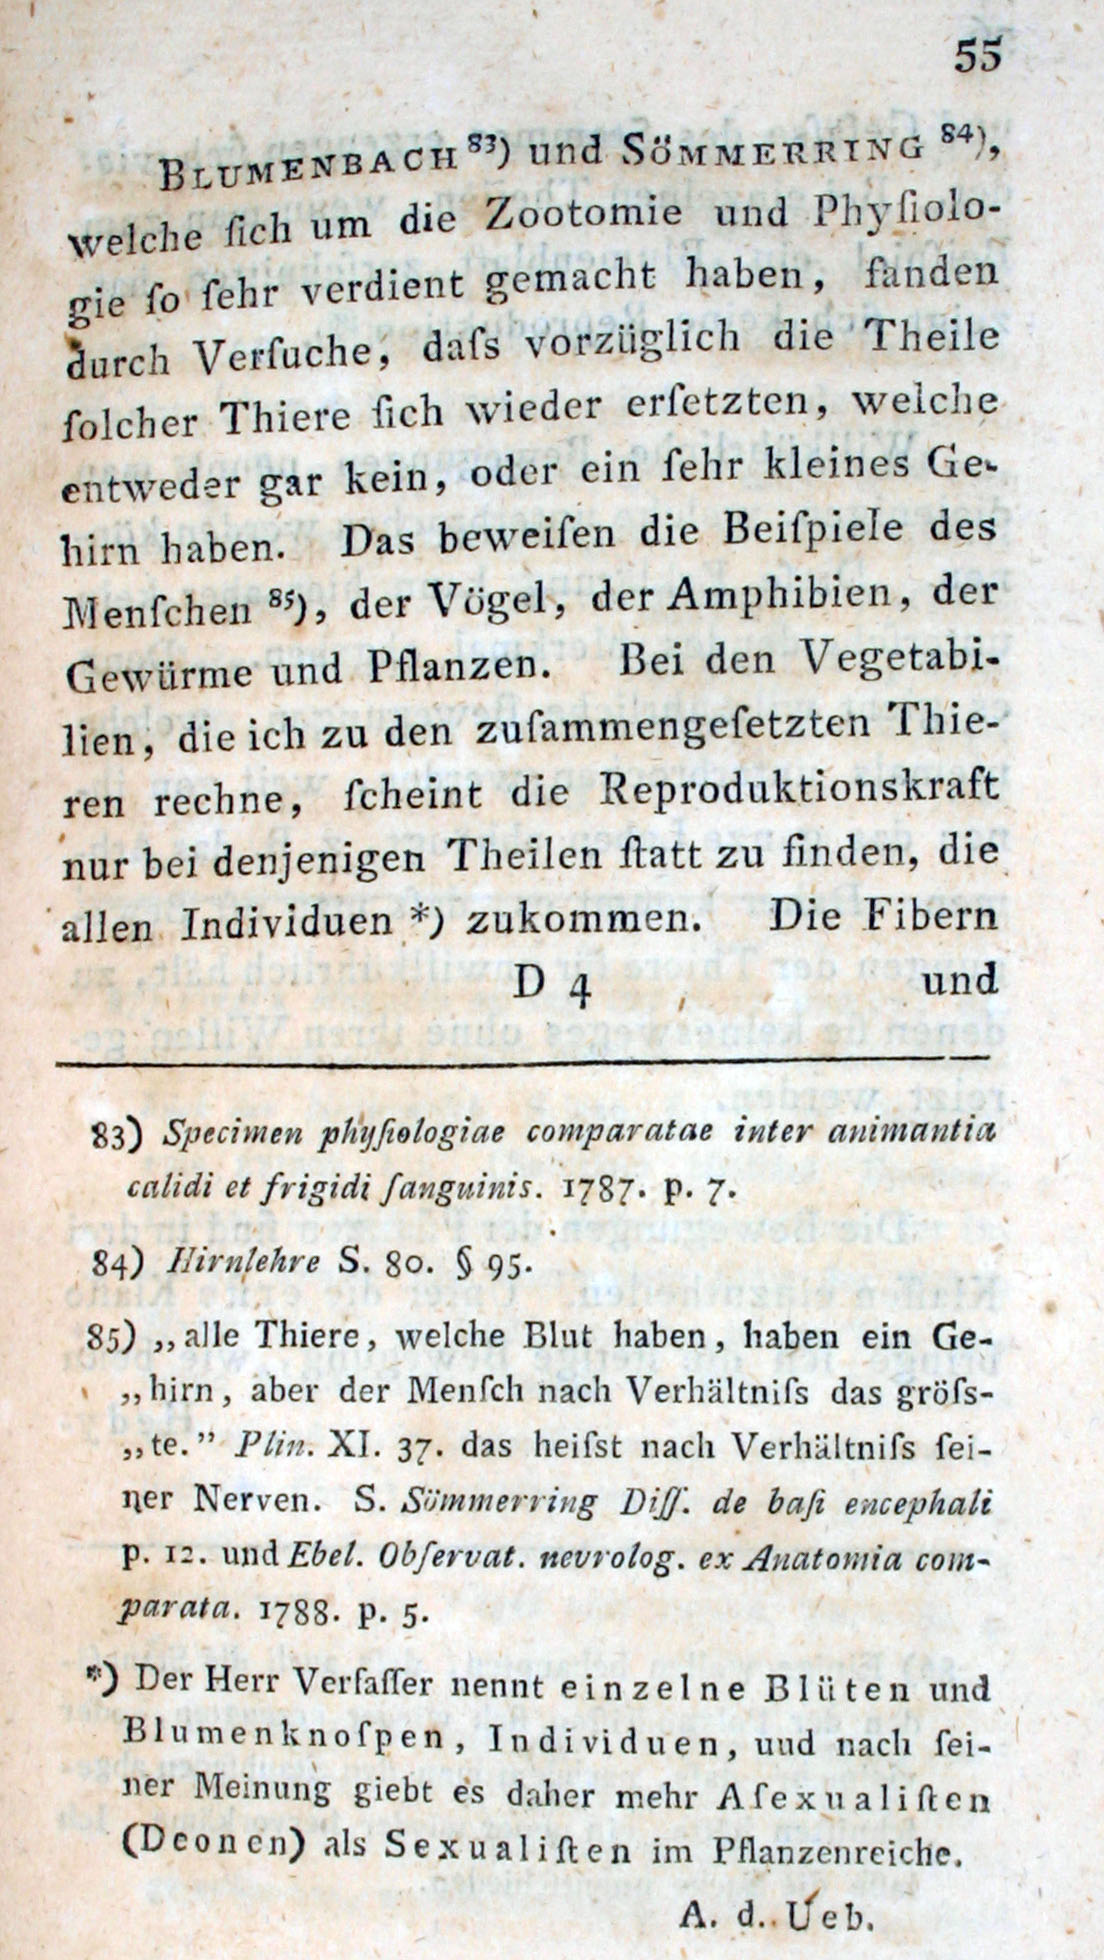 55
BLUMENBACH ⁸³) und SÖMMERRING ⁸⁴),
welche ſich um die Zootomie und Phyſiolo-
gie ſo ſehr verdient gemacht haben, fanden
durch Verſuche, daſs vorzüglich die Theile
ſolcher Thiere ſich wieder erſetzten, welche
entweder gar kein, oder ein ſehr kleines Ge-
hirn haben. Das beweiſen die Beiſpiele des
Menſchen ⁸⁵), der Vögel, der Amphibien, der
Gewürme und Pflanzen. Bei den Vegetabi-
lien, die ich zu den zuſammengeſetzten Thie-
ren rechne, ſcheint die Reproduktionskraft
nur bei denjenigen Theilen ſtatt zu finden, die
allen Individuen *) zukommen. Die Fibern
D 4 und
83) Specimen phyſiologiae comparatae inter animantia
calidi et frigidi ſanguinis. 1787. p. 7.
84) Hirnlehre S. 80. § 95.
85) „alle Thiere, welche Blut haben, haben ein Ge-
„hirn, aber der Menſch nach Verhältniſs das gröſs-
„te.” Plin. XI. 37. das heiſst nach Verhältniſs ſei-
ner Nerven. S. Sömmerring Diſſ. de baſi encephali
p. 12. und Ebel. Obſervat. nevrolog. ex Anatomia com-
parata. 1788. p. 5.
*) Der Herr Verfaſſer nennt einzelne Blüten und
Blumenknoſpen, Individuen, uud nach ſei-
ner Meinung giebt es daher mehr Aſexualiſten
(Deonen) als Sexualiſten im Pflanzenreiche.
A. d. Ueb.